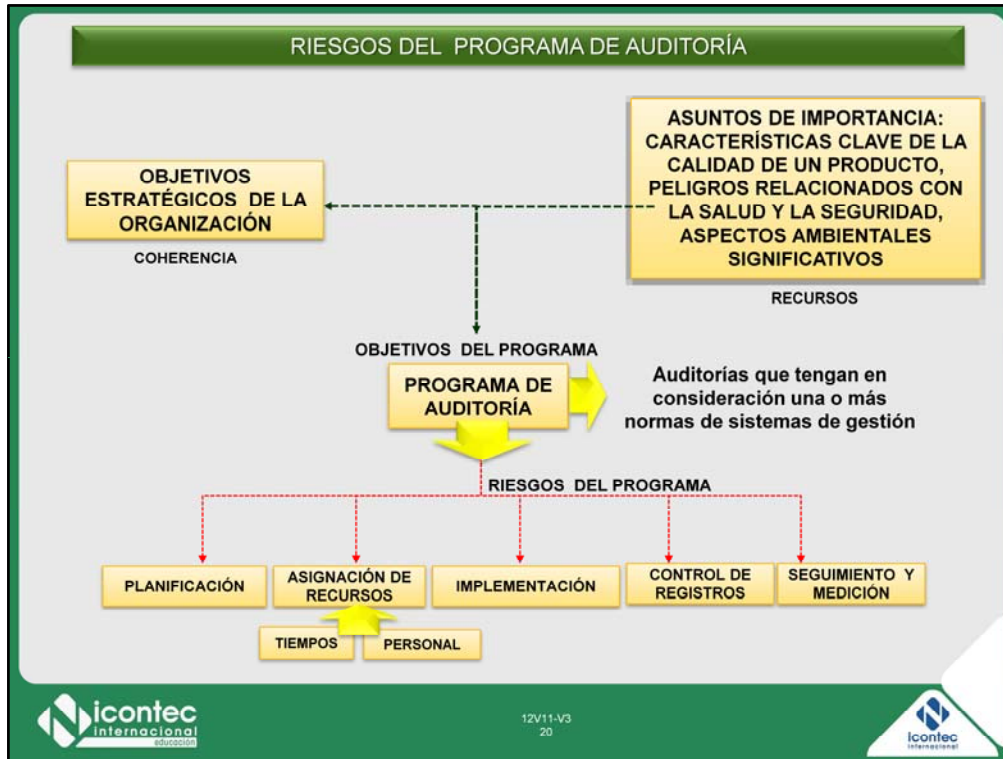 RIESGOS DEL PROGRAMA DE AUDITORÍA
OBJETIVOS
ESTRATÉGICOS DE LA
ORGANIZACIÓN
COHERENCIA
ASUNTOS DE IMPORTANCIA:
CARACTERÍSTICAS CLAVE DE LA
CALIDAD DE UN PRODUCTO,
PELIGROS RELACIONADOS CON
LA SALUD Y LA SEGURIDAD,
ASPECTOS AMBIENTALES
SIGNIFICATIVOS
RECURSOS
OBJETIVOS DEL PROGRAMA
PROGRAMA DE
AUDITORÍA
Auditorías que tengan en
consideración una o más
normas de sistemas de gestión
RIESGOS DEL PROGRAMA
PLANIFICACIÓN
ASIGNACIÓN DE
RECURSOS
IMPLEMENTACIÓN
CONTROL DE
REGISTROS
SEGUIMIENTO Y
MEDICIÓN
TIEMPOS
PERSONAL
icontec
internacional
educación
12V11-V3
20
icontec
internacional